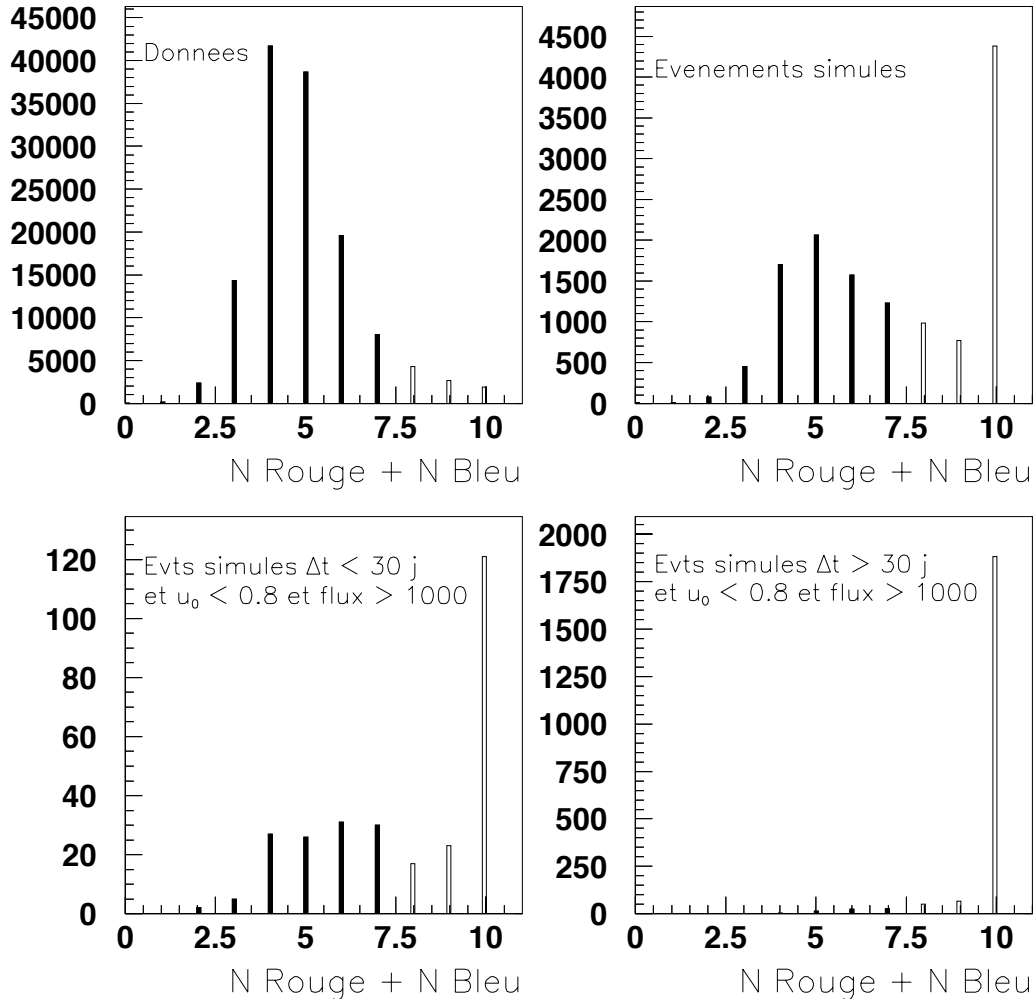 Donnees
45000
40000
35000
30000
25000
20000
15000
10000
5000
0
0 2.5 5 7.5 10
N Rouge + N Bleu
Evenements simules
4500
4000
3500
3000
2500
2000
1500
1000
500
0
0 2.5 5 7.5 10
N Rouge + N Bleu
Evts simules Δt < 30 j
et u₀ < 0.8 et flux > 1000
120
100
80
60
40
20
0
0 2.5 5 7.5 10
N Rouge + N Bleu
Evts simules Δt > 30 j
et u₀ < 0.8 et flux > 1000
2000
1750
1500
1250
1000
750
500
250
0
0 2.5 5 7.5 10
N Rouge + N Bleu